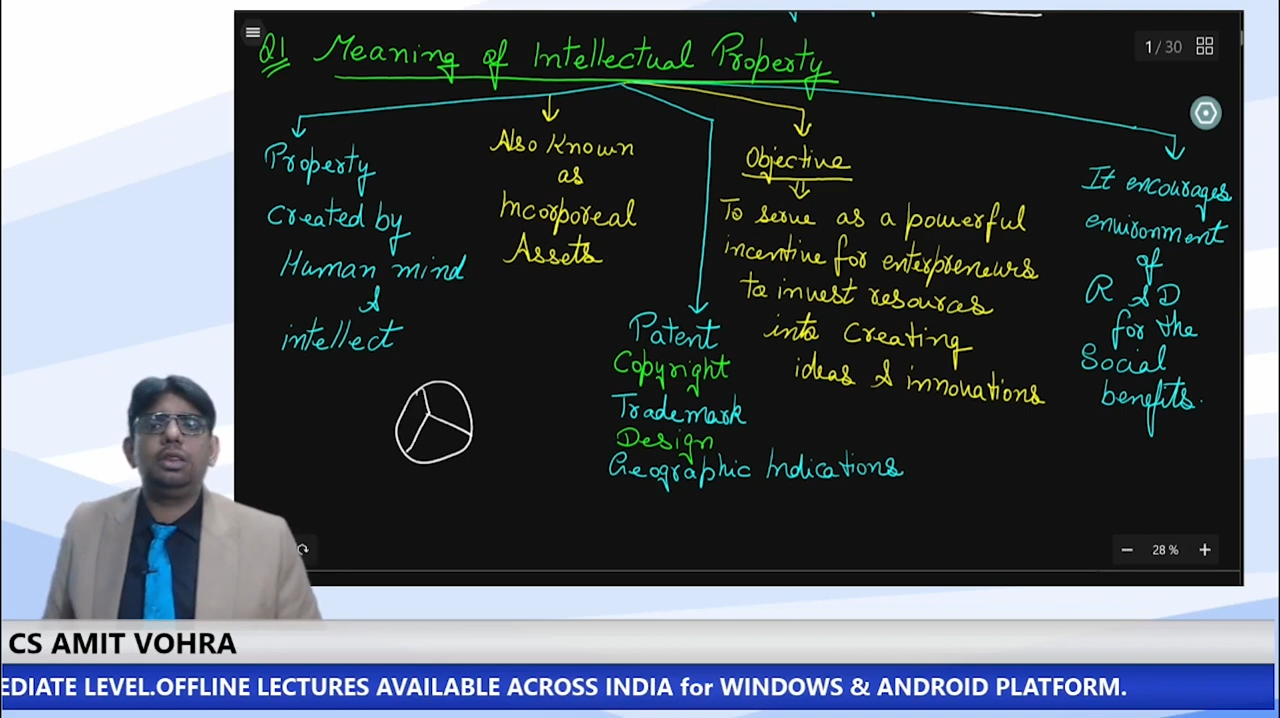 Q1 Meaning of Intellectual Property
1 / 30
Property
created by
Human mind
&
intellect
Also Known
as
Incorporeal
Assets
Patent
Copyright
Trademark
Design
Geographic Indications
Objective
To serve as a powerful
incentive for enterpreneurs
to invest resources
into Creating
ideas & innovations
It encourages
environment
of
R & D
for the
Social
benefits.
28 %
CS AMIT VOHRA
EDIATE LEVEL.OFFLINE LECTURES AVAILABLE ACROSS INDIA for WINDOWS & ANDROID PLATFORM.